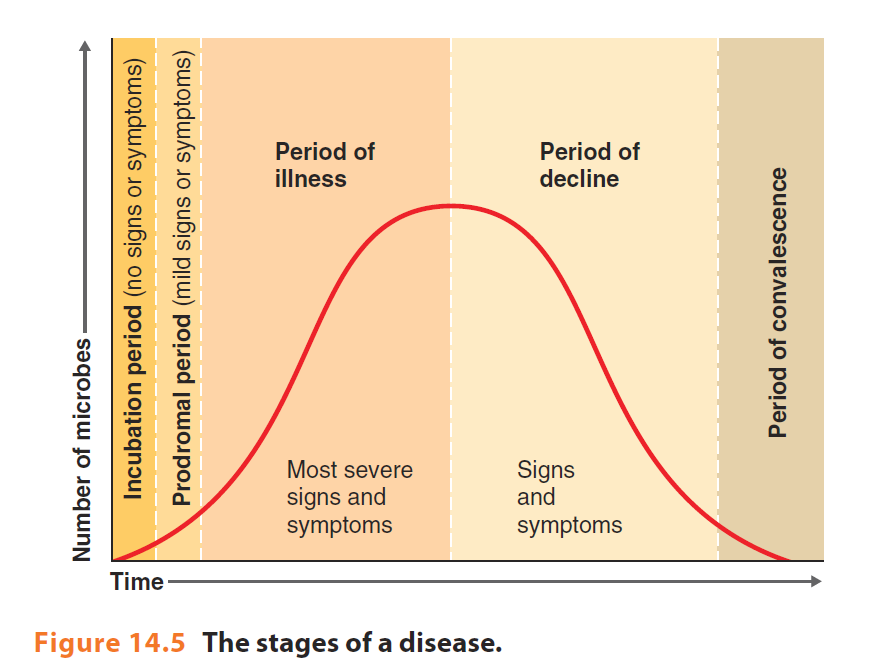 Number of microbes
Incubation period (no signs or symptoms)
Prodromal period (mild signs or symptoms)
Period of
illness
Most severe
signs and
symptoms
Period of
decline
Signs
and
symptoms
Period of convalescence
Time
Figure 14.5 The stages of a disease.